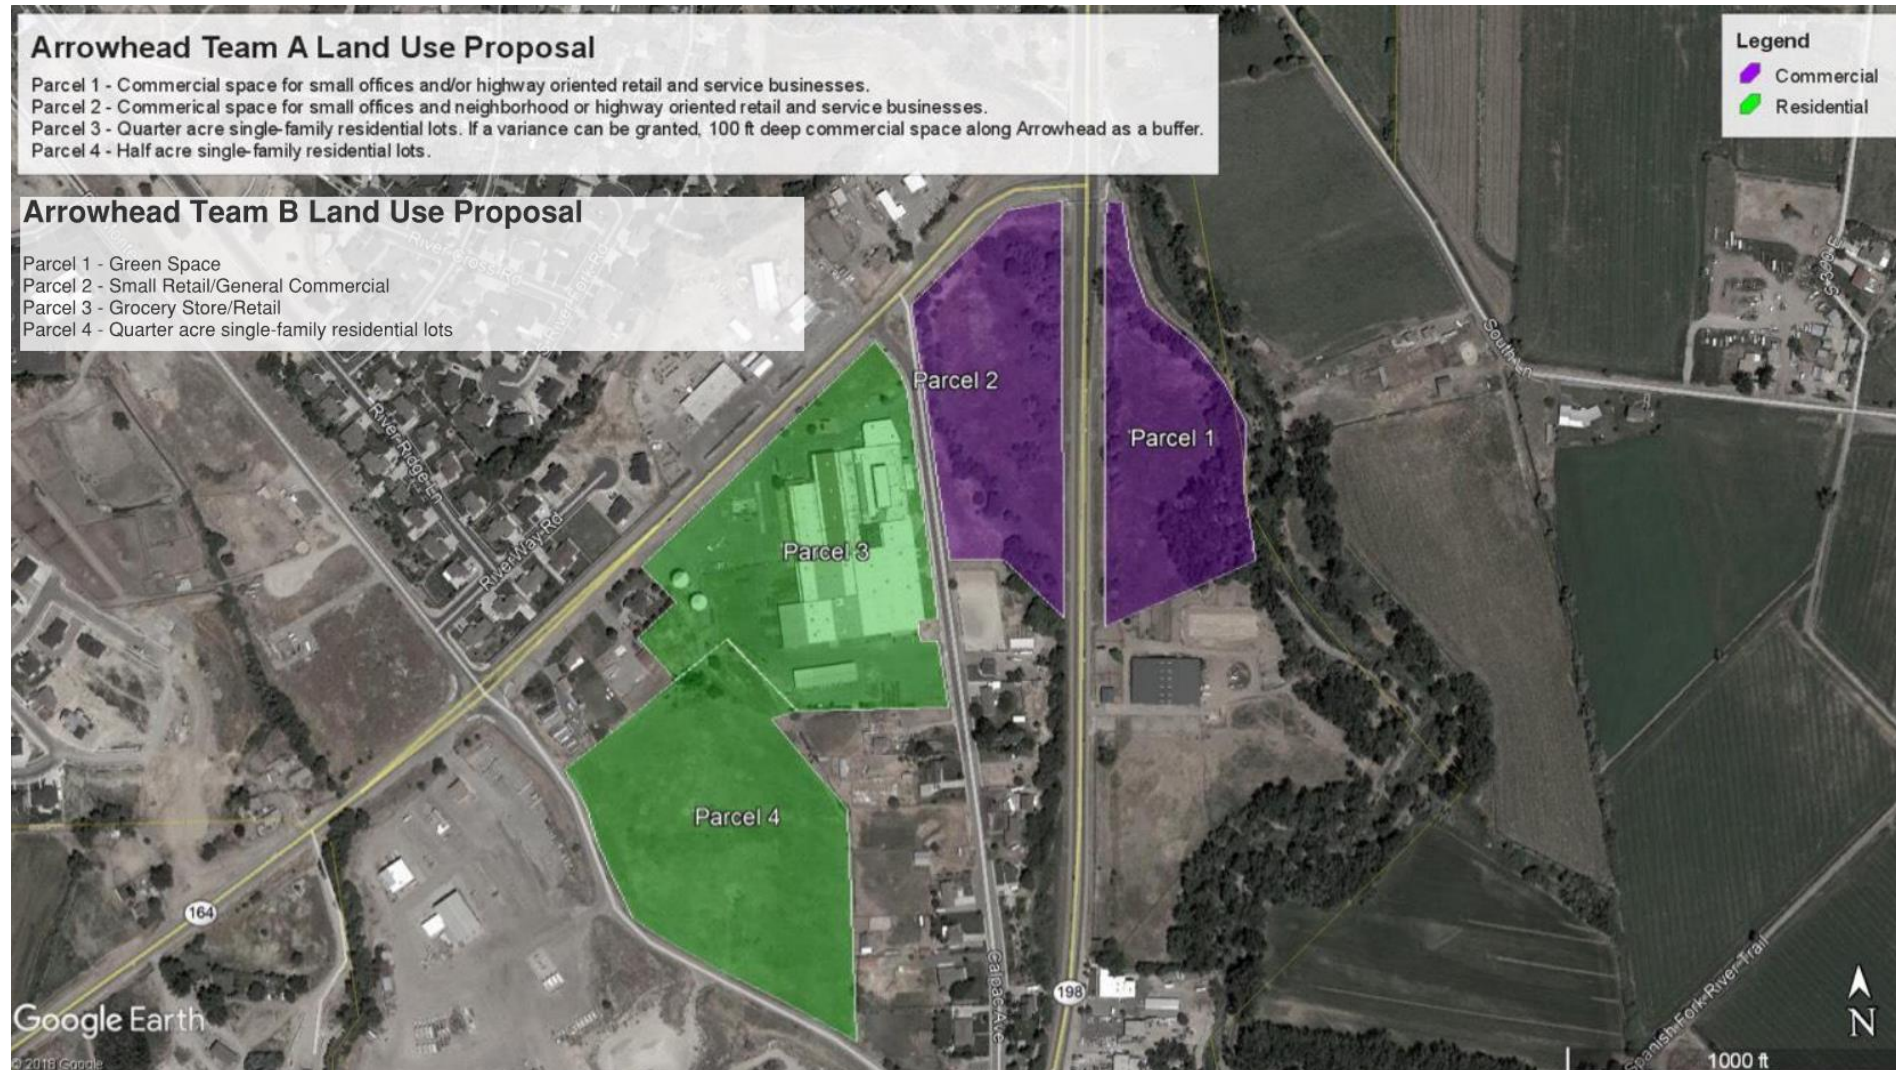 Arrowhead Team A Land Use Proposal
Parcel 1 - Commercial space for small offices and/or highway oriented retail and service businesses.
Parcel 2 - Commerical space for small offices and neighborhood or highway oriented retail and service businesses.
Parcel 3 - Quarter acre single-family residential lots. If a variance can be granted, 100 ft deep commercial space along Arrowhead as a buffer.
Parcel 4 - Half acre single-family residential lots.
Legend
Commercial
Residential
Arrowhead Team B Land Use Proposal
Parcel 1 - Green Space
Parcel 2 - Small Retail/General Commercial
Parcel 3 - Grocery Store/Retail
Parcel 4 - Quarter acre single-family residential lots
River Cross Rd
S 300 E
South Ln
Parcel 2
Parcel 1
River Ridge Ln
River Way Rd
Parcel 3
Parcel 4
164
198
Calpac Ave
Spanish Fork River Trail
N
1000 ft
Google Earth
© 2018 Google